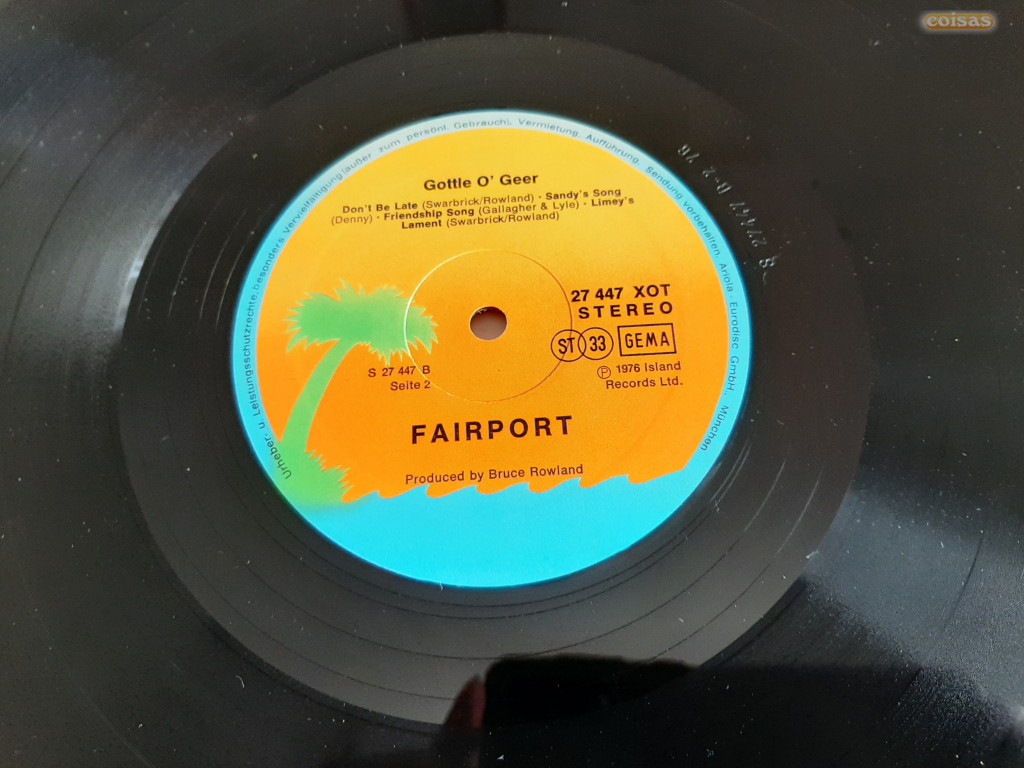 coisas
Urheber- u. Leistungsschutzrechte, besonders Vervielfältigung (außer zum persönl. Gebrauch), Vermietung, Aufführung, Sendung vorbehalten. Ariola-Eurodisc GmbH, München
Gottle O' Geer
Don't Be Late (Swarbrick/Rowland) · Sandy's Song
(Denny) · Friendship Song (Gallagher & Lyle) · Limey's
Lament (Swarbrick/Rowland)
27 447 XOT
STEREO
ST 33 GEMA
S 27 447 B
Seite 2
℗ 1976 Island
Records Ltd.
FAIRPORT
Produced by Bruce Rowland